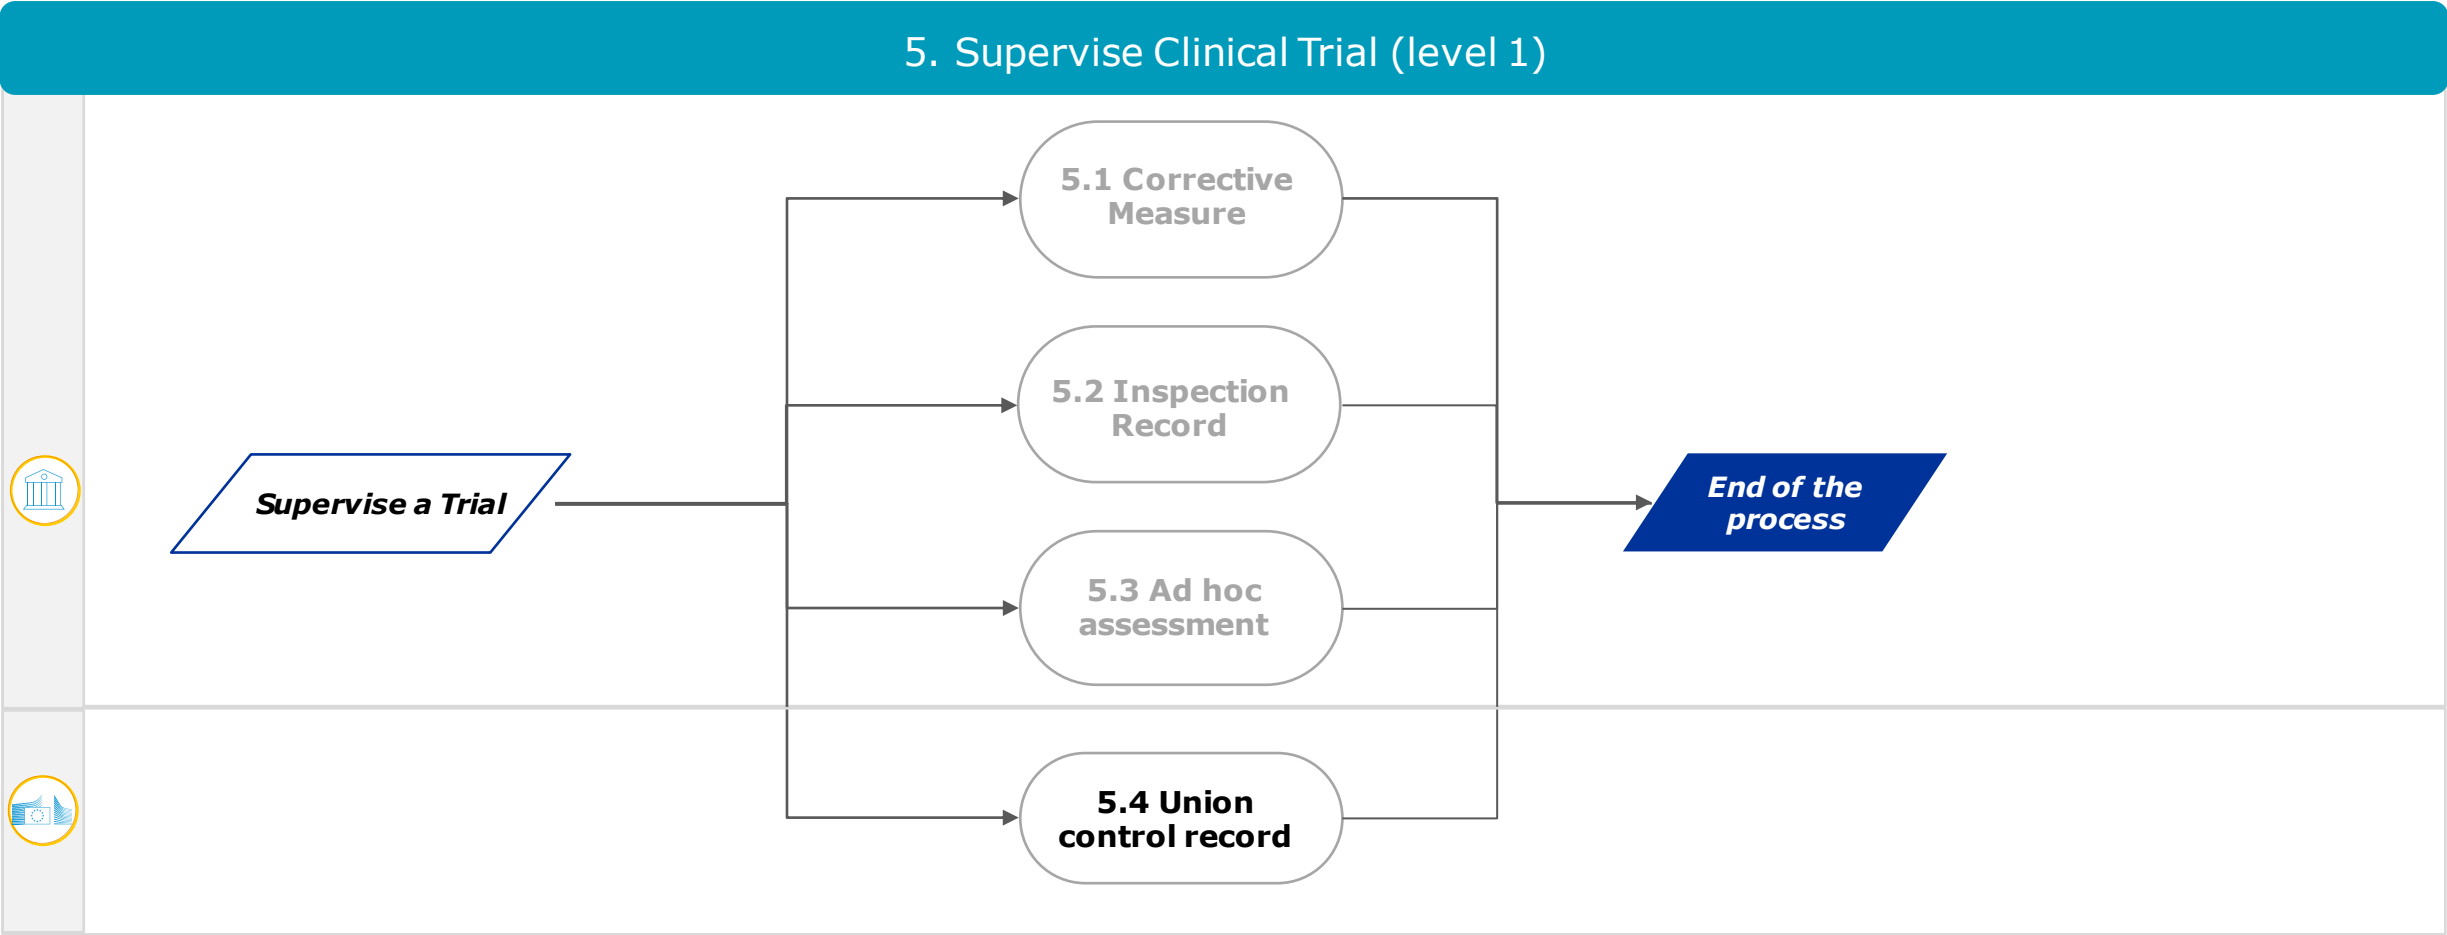 5. Supervise Clinical Trial (level 1)
5.1 Corrective
Measure
5.2 Inspection
Record
Supervise a Trial
End of the
process
5.3 Ad hoc
assessment
5.4 Union
control record